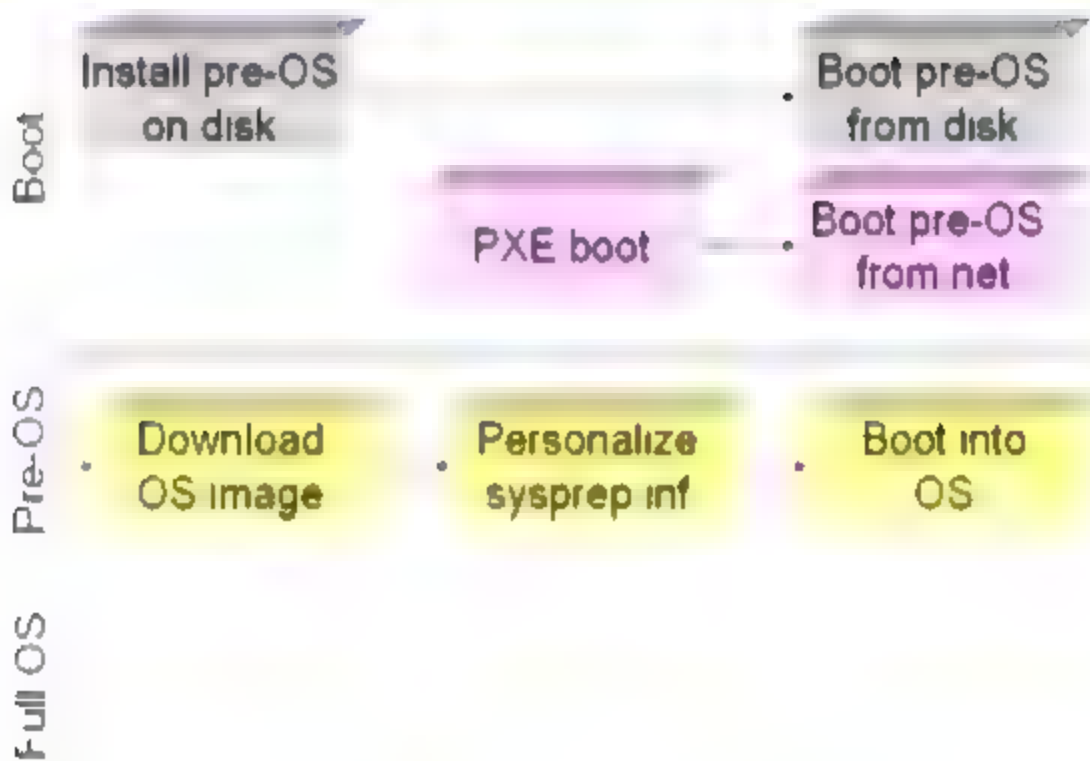 Boot
Install pre-OS
on disk
Boot pre-OS
from disk
PXE boot
Boot pre-OS
from net
Pre-OS
Download
OS image
Personalize
sysprep inf
Boot into
OS
Full OS